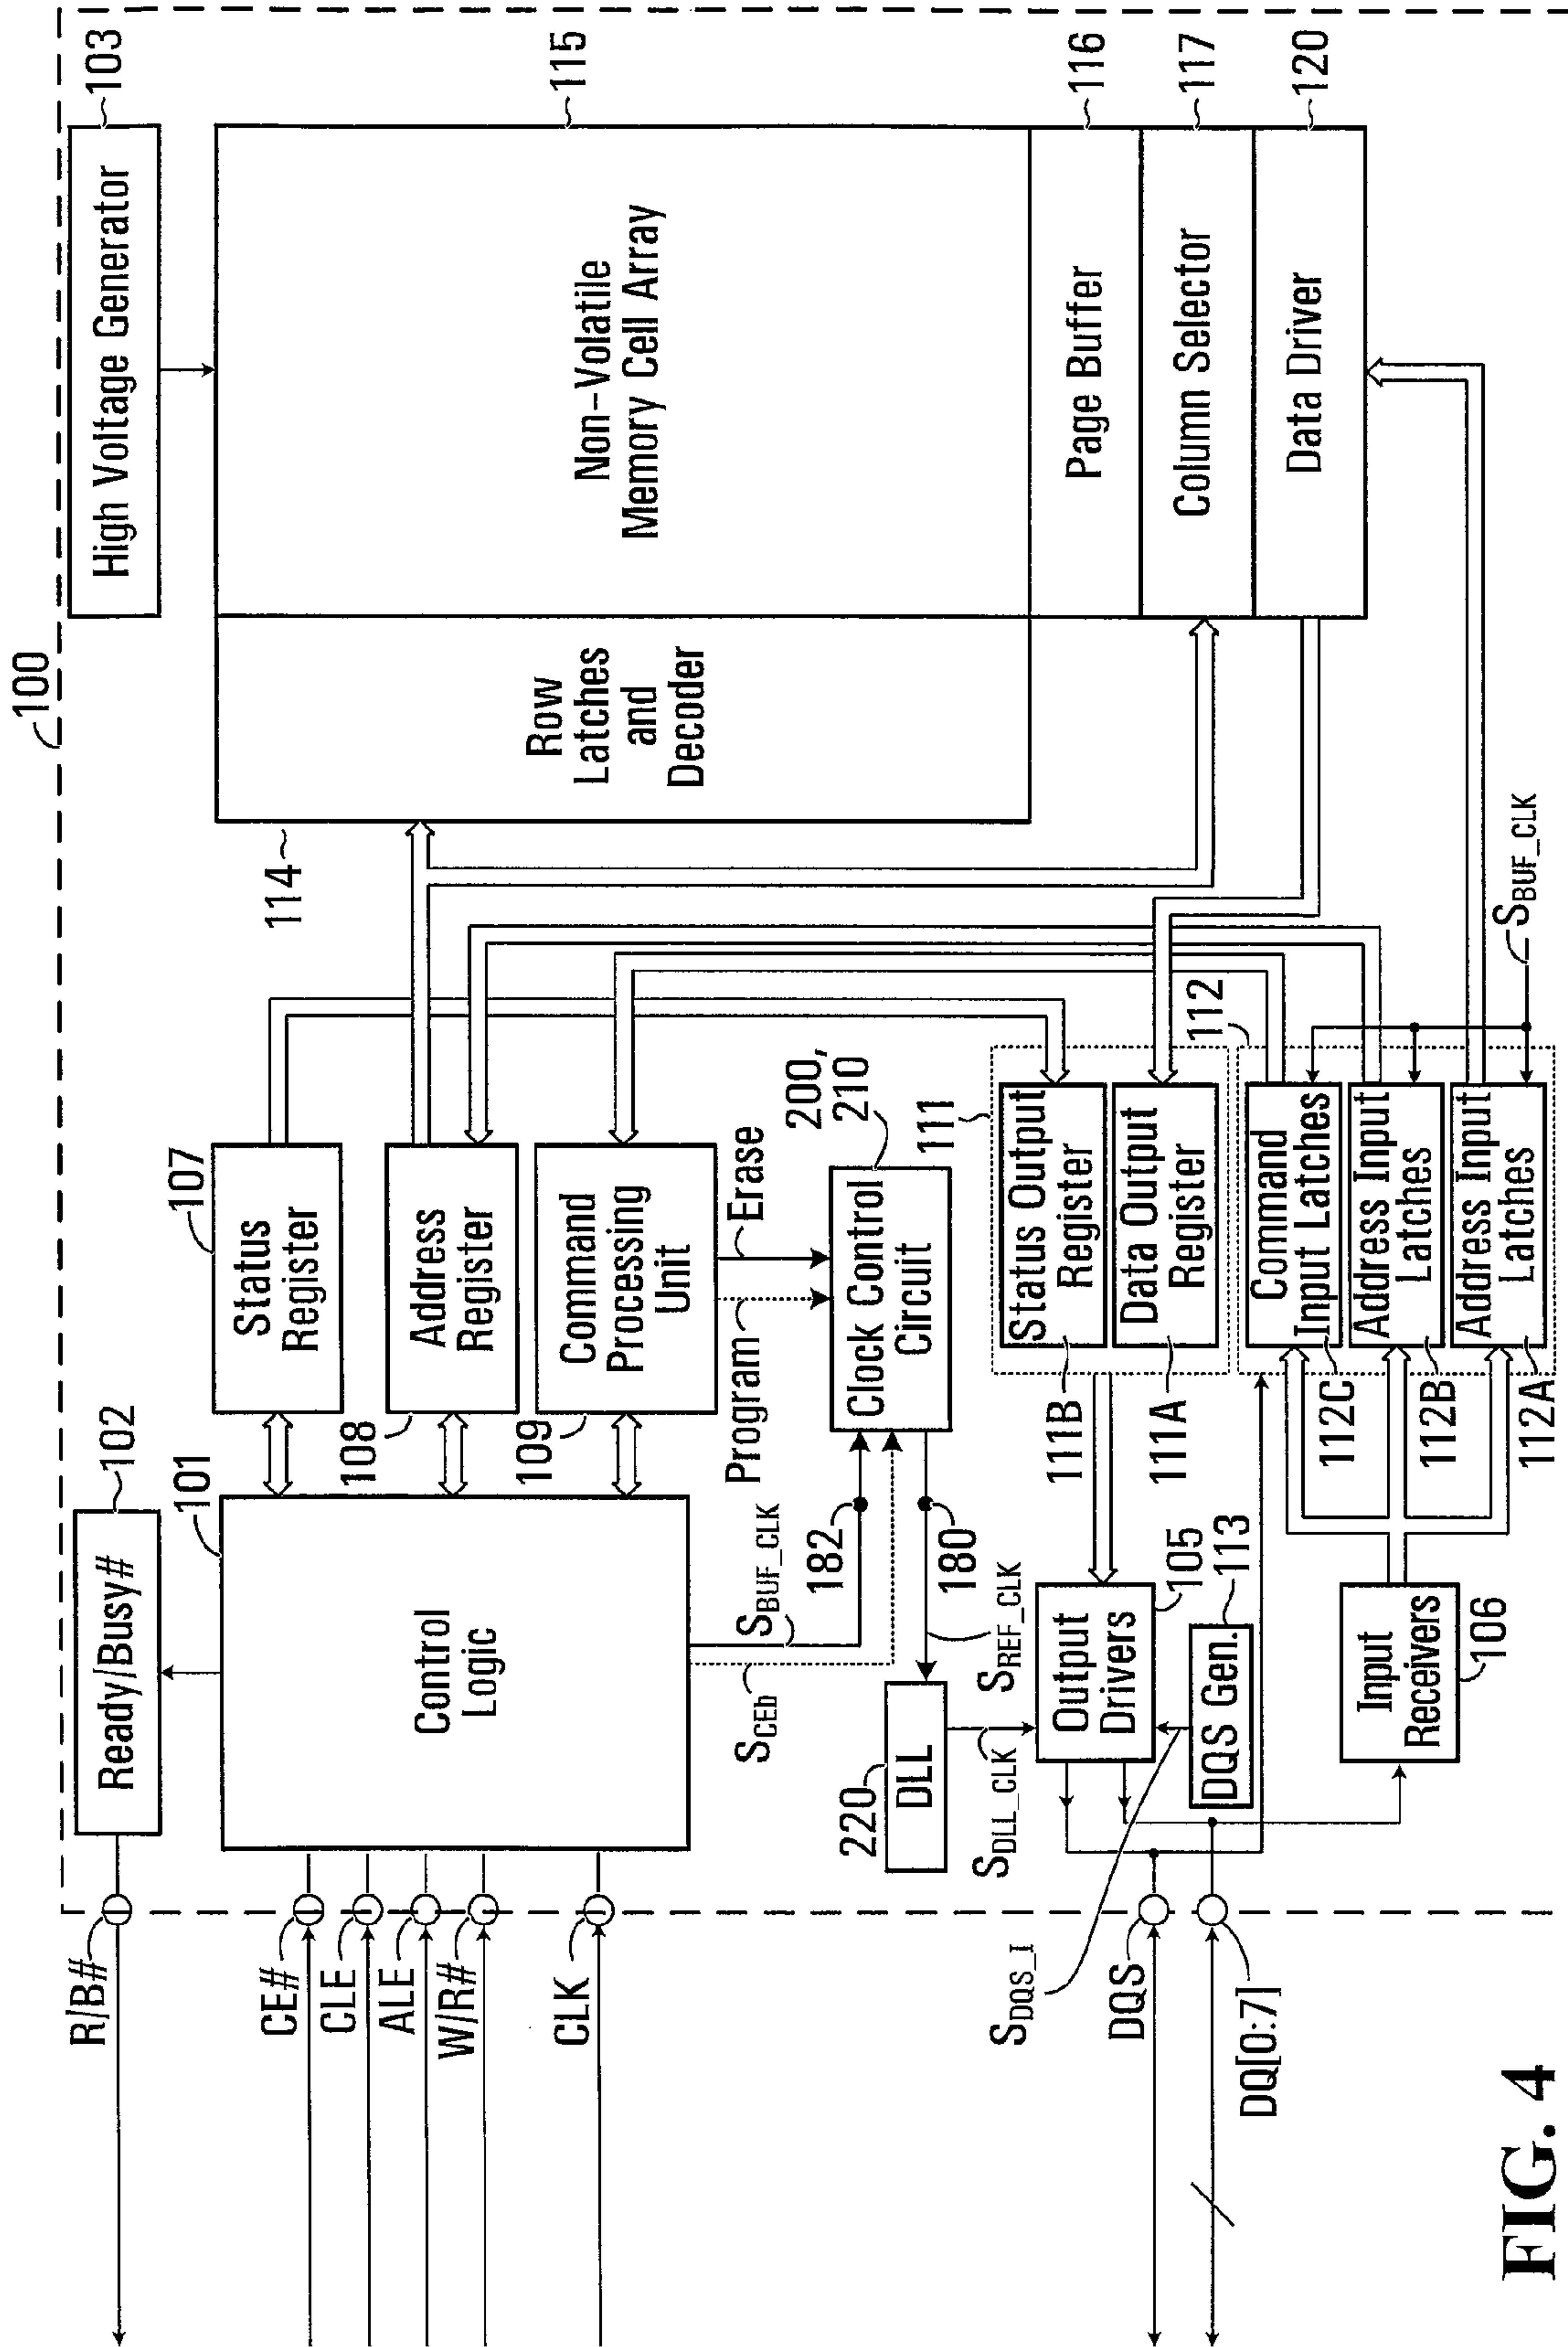 100
R/B#
Ready/Busy#
102
High Voltage Generator
103
CE#
CLE
ALE
W/R#
CLK
101
Control
Logic
107
Status
Register
108
Address
Register
109
Command
Processing
Unit
114
Row
Latches
and
Decoder
Non-Volatile
Memory Cell Array
115
Page Buffer
116
Column Selector
117
Data Driver
120
Program
Erase
S_BUF_CLK
S_CEb
182
180
200,
210
Clock Control
Circuit
220
DLL
S_REF_CLK
S_DLL_CLK
111
Status Output
Register
111B
Data Output
Register
111A
Output
Drivers
105
DQS Gen.
113
S_DQS_I
DQS
DQ[0:7]
112
Command
Input Latches
112C
Address Input
Latches
112B
Address Input
Latches
112A
Input
Receivers
106
S_BUF_CLK
FIG. 4